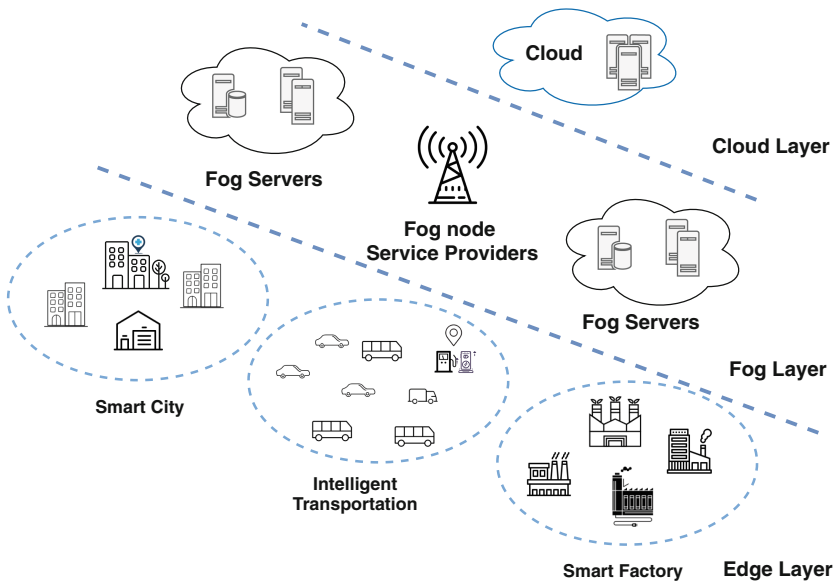 Cloud
Cloud Layer
Fog Servers
Fog node
Service Providers
Fog Servers
Fog Layer
Smart City
Intelligent
Transportation
Smart Factory
Edge Layer